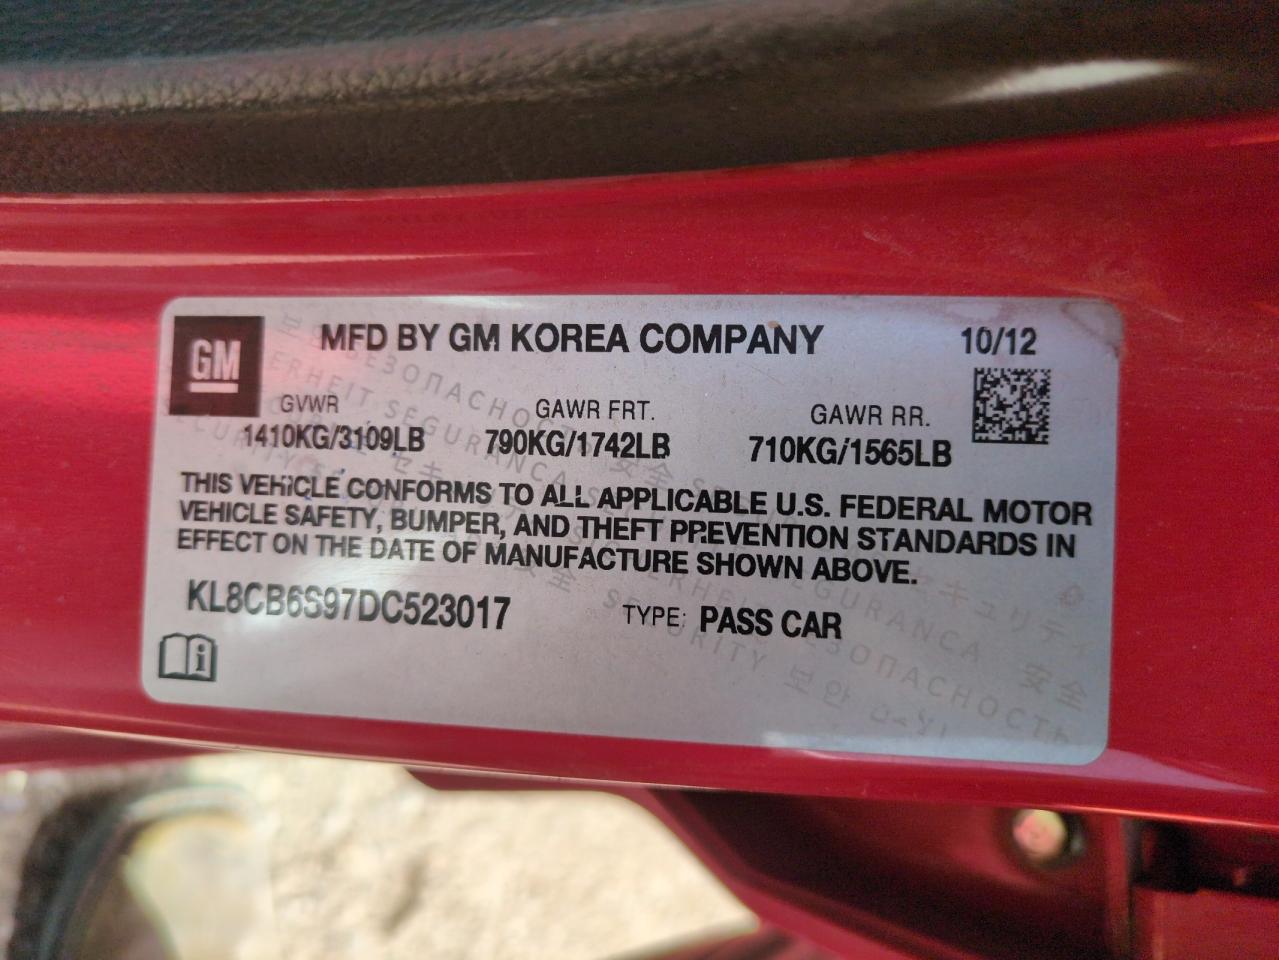 GM
MFD BY GM KOREA COMPANY 10/12
GVWR GAWR FRT. GAWR RR.
1410KG/3109LB 790KG/1742LB 710KG/1565LB
THIS VEHICLE CONFORMS TO ALL APPLICABLE U.S. FEDERAL MOTOR
VEHICLE SAFETY, BUMPER, AND THEFT PREVENTION STANDARDS IN
EFFECT ON THE DATE OF MANUFACTURE SHOWN ABOVE.
KL8CB6S97DC523017 TYPE: PASS CAR